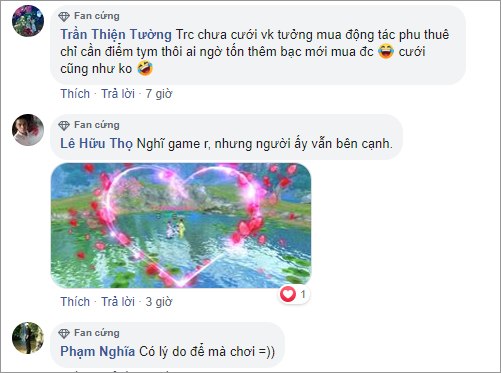 Fan cứng
Trần Thiện Tường Trc chưa cưới vk tưởng mua động tác phu thuê
chỉ cần điểm tym thôi ai ngờ tốn thêm bạc mới mua đc 😂 cưới
cũng như ko 🤣
Thích · Trả lời · 7 giờ
Fan cứng
Lê Hữu Thọ Nghĩ game r, nhưng người ấy vẫn bên cạnh.
1
Thích · Trả lời · 3 giờ
Fan cứng
Phạm Nghĩa Có lý do để mà chơi =))